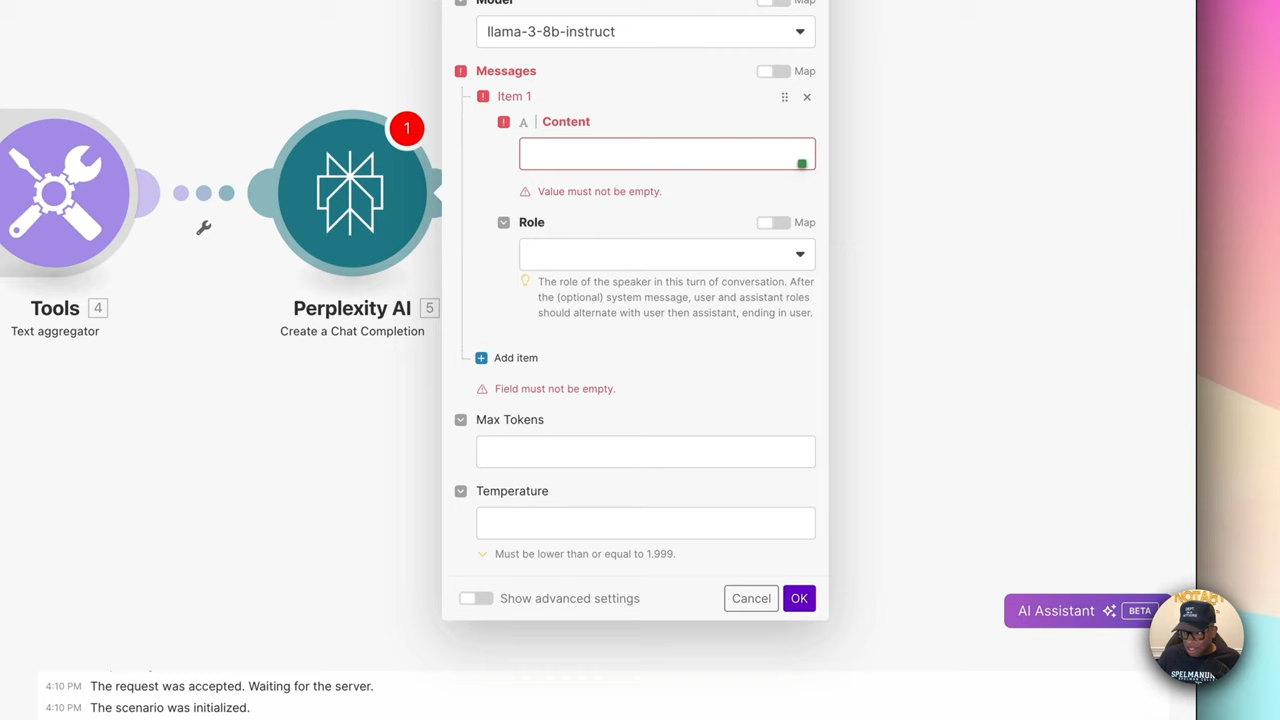 Model
Map
llama-3-8b-instruct
Messages
Map
Item 1
A | Content
Value must not be empty.
Role
Map
The role of the speaker in this turn of conversation. After
the (optional) system message, user and assistant roles
should alternate with user then assistant, ending in user.
Add item
Field must not be empty.
Max Tokens
Temperature
Must be lower than or equal to 1.999.
Show advanced settings
Cancel
OK
1
Tools 4
Text aggregator
Perplexity AI 5
Create a Chat Completion
AI Assistant BETA
SPELMAN
4:10 PM The request was accepted. Waiting for the server.
4:10 PM The scenario was initialized.